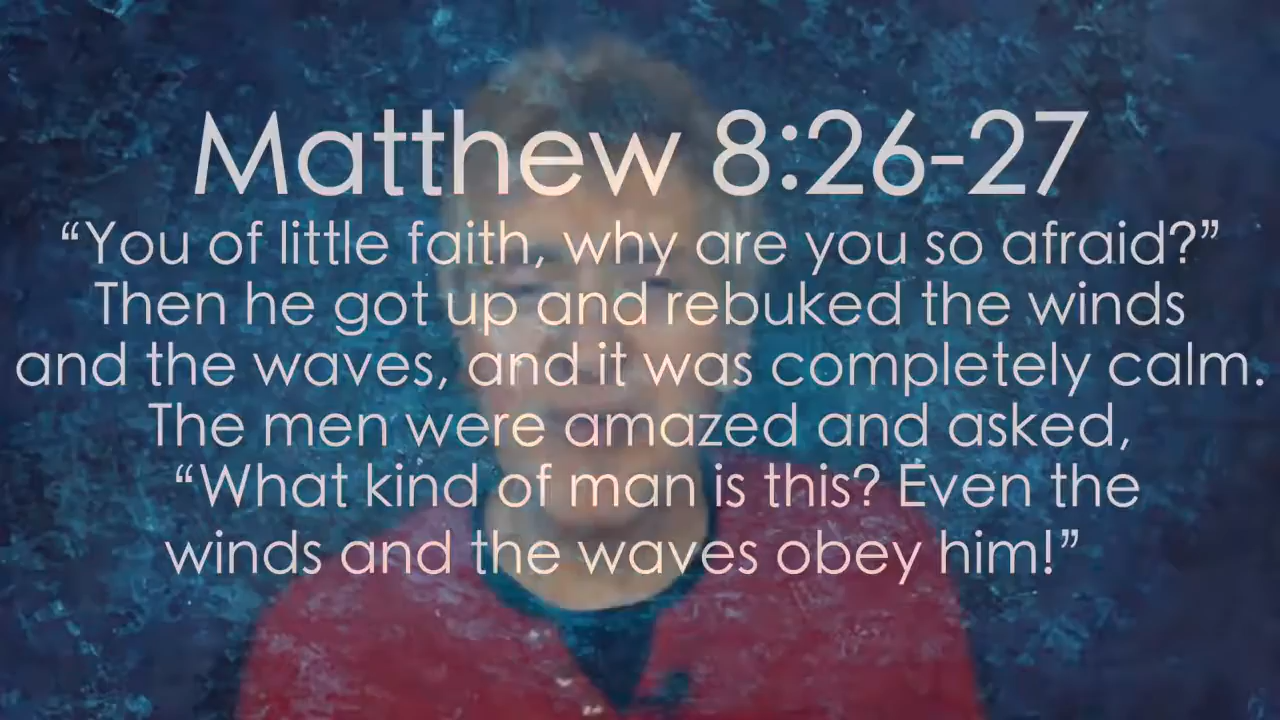 Matthew 8:26-27
“You of little faith, why are you so afraid?”
Then he got up and rebuked the winds
and the waves, and it was completely calm.
The men were amazed and asked,
“What kind of man is this? Even the
winds and the waves obey him!”